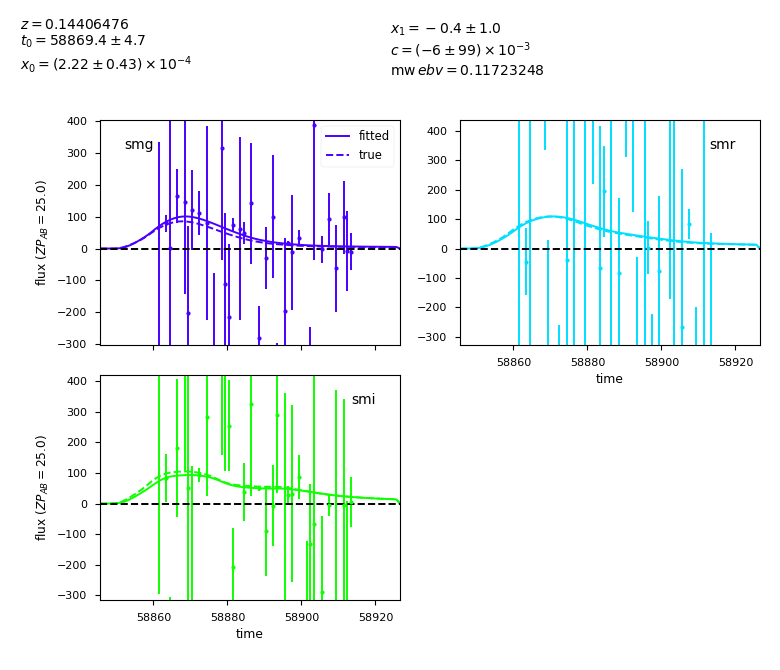 z = 0.14406476
t₀ = 58869.4 ± 4.7
x₀ = (2.22 ± 0.43) × 10⁻⁴
x₁ = − 0.4 ± 1.0
c = (−6 ± 99) × 10⁻³
mw ebv = 0.11723248
400
300
200
100
0
−100
−200
−300
flux (ZP_AB = 25.0)
smg
fitted
true
400
300
200
100
0
−100
−200
−300
smr
58860
58880
58900
58920
time
400
300
200
100
0
−100
−200
−300
flux (ZP_AB = 25.0)
smi
58860
58880
58900
58920
time